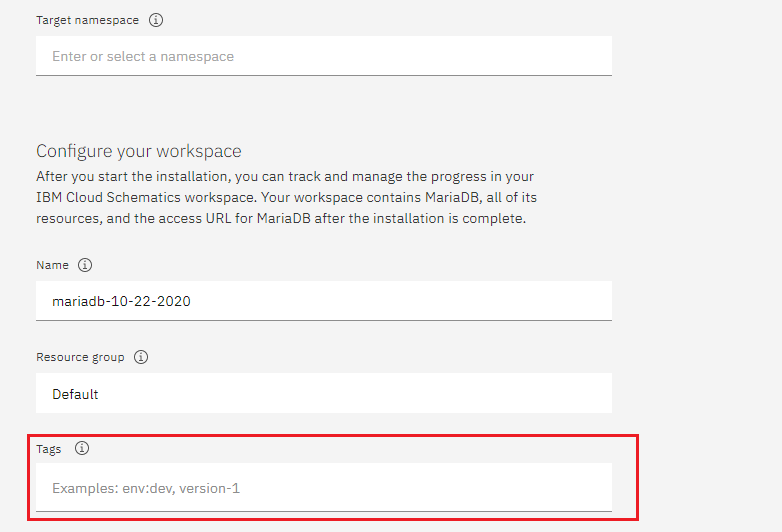 Target namespace
Enter or select a namespace
Configure your workspace
After you start the installation, you can track and manage the progress in your
IBM Cloud Schematics workspace. Your workspace contains MariaDB, all of its
resources, and the access URL for MariaDB after the installation is complete.
Name
mariadb-10-22-2020
Resource group
Default
Tags
Examples: env:dev, version-1